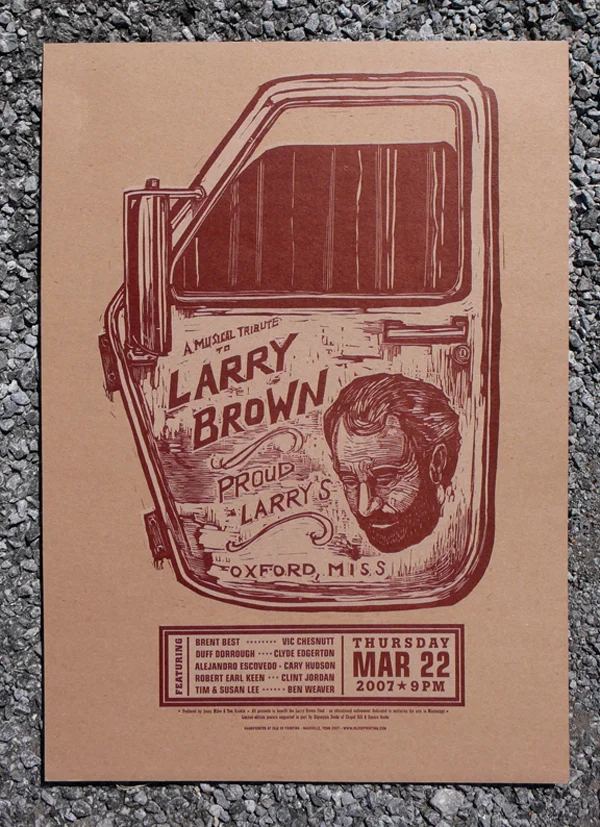 A MUSICAL TRIBUTE
TO
LARRY
BROWN
PROUD
LARRY'S
OXFORD, MISS
FEATURING
BRENT BEST ········ VIC CHESNUTT
DUFF DORROUGH ···· CLYDE EDGERTON
ALEJANDRO ESCOVEDO · CARY HUDSON
ROBERT EARL KEEN ··· CLINT JORDAN
TIM & SUSAN LEE ······ BEN WEAVER
THURSDAY
MAR 22
2007★9PM